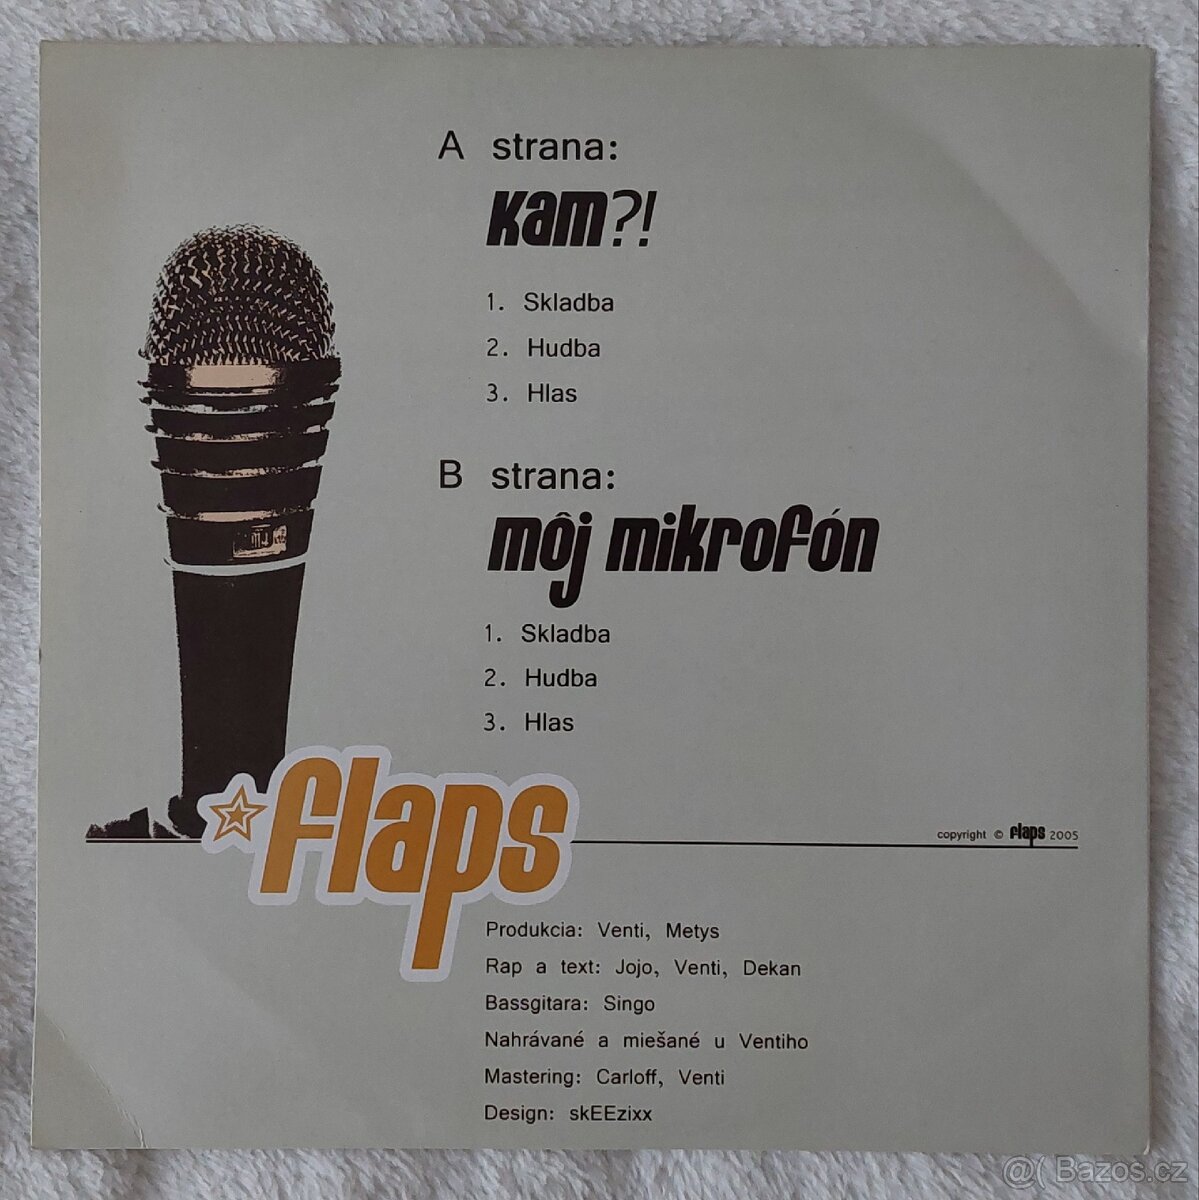 A strana:
Kam?!
1. Skladba
2. Hudba
3. Hlas
B strana:
môj mikrofón
1. Skladba
2. Hudba
3. Hlas
flaps
copyright © flaps 2005
Produkcia: Venti, Metys
Rap a text: Jojo, Venti, Dekan
Bassgitara: Singo
Nahrávané a miešané u Ventiho
Mastering: Carloff, Venti
Design: skEEzixx
@( Bazos.cz